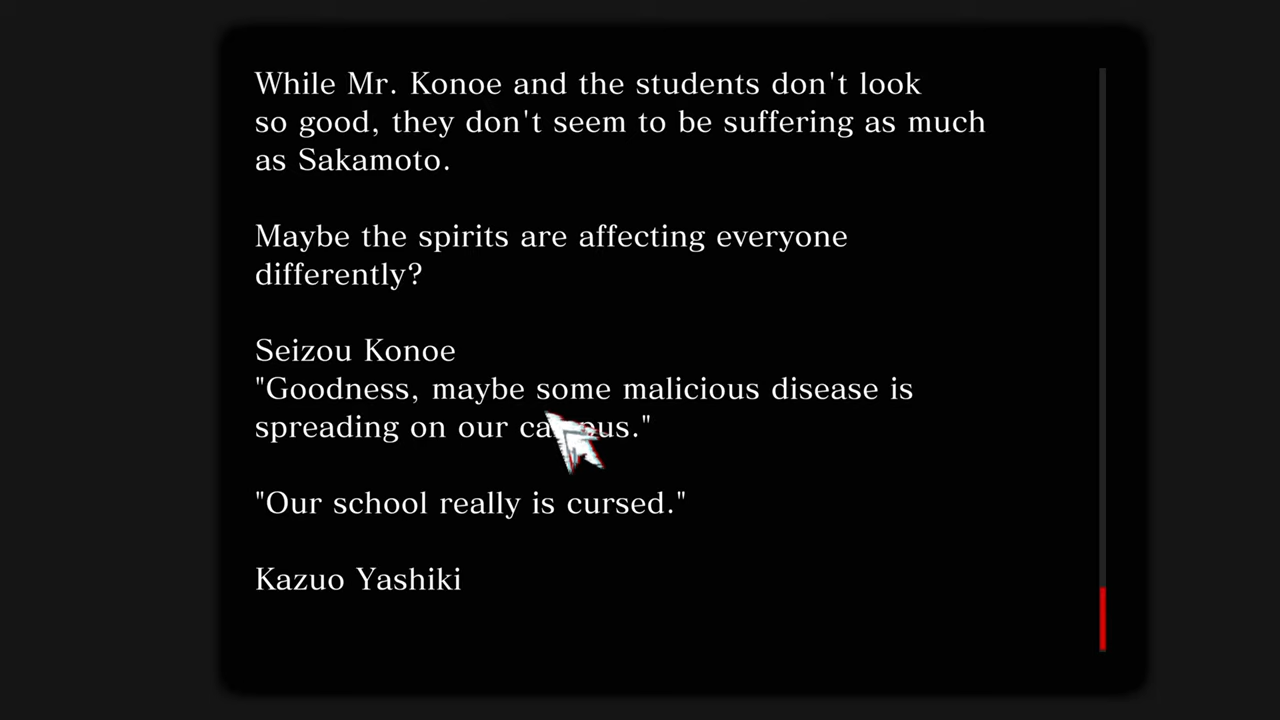 While Mr. Konoe and the students don't look
so good, they don't seem to be suffering as much
as Sakamoto.
Maybe the spirits are affecting everyone
differently?
Seizou Konoe
"Goodness, maybe some malicious disease is
spreading on our campus."
"Our school really is cursed."
Kazuo Yashiki